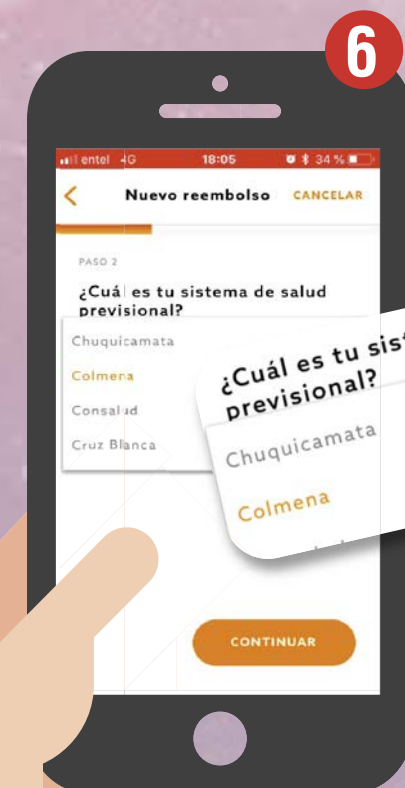 6
entel 4G 18:05 34 %
Nuevo reembolso CANCELAR
PASO 2
¿Cuál es tu sistema de salud
previsional?
Chuquicamata
Colmena
Consalud
Cruz Blanca
¿Cuál es tu sist
previsional?
Chuquicamata
Colmena
CONTINUAR